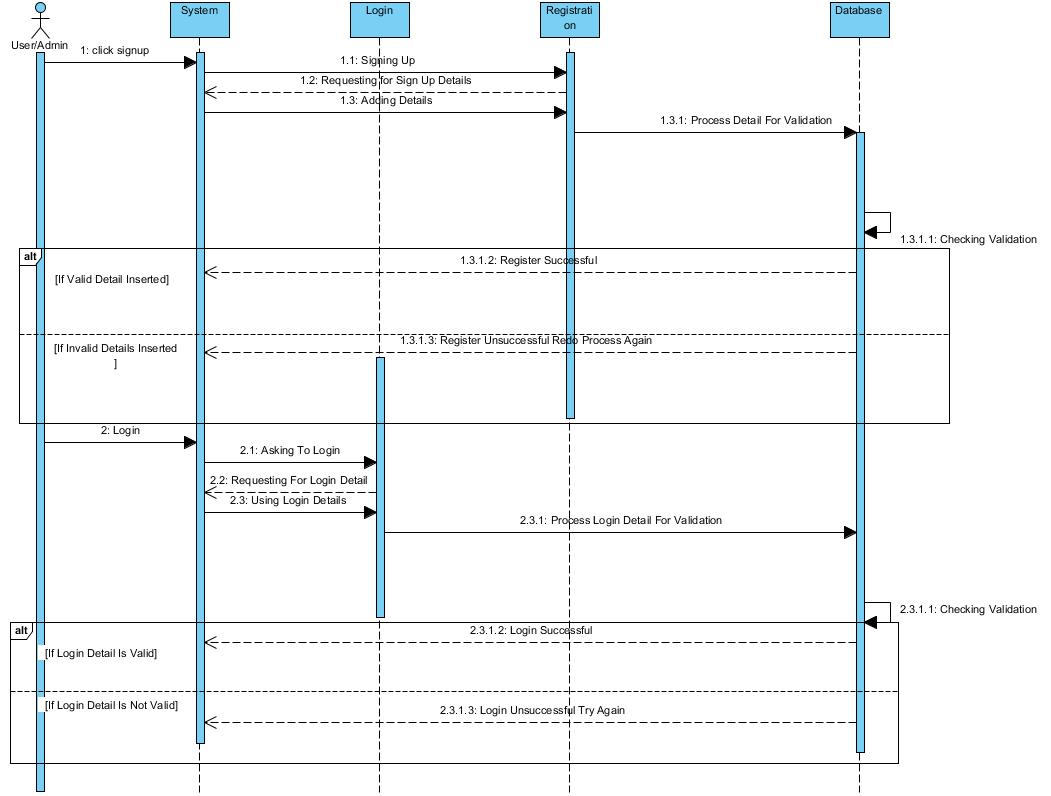 System
Login
Registrati
on
Database
User/Admin
1: click signup
1.1: Signing Up
1.2: Requesting for Sign Up Details
1.3: Adding Details
1.3.1: Process Detail For Validation
1.3.1.1: Checking Validation
alt
1.3.1.2: Register Successful
[If Valid Detail Inserted]
1.3.1.3: Register Unsuccessful Redo Process Again
[If Invalid Details Inserted
]
2: Login
2.1: Asking To Login
2.2: Requesting For Login Detail
2.3: Using Login Details
2.3.1: Process Login Detail For Validation
2.3.1.1: Checking Validation
alt
2.3.1.2: Login Successful
[If Login Detail Is Valid]
[If Login Detail Is Not Valid]
2.3.1.3: Login Unsuccessful Try Again